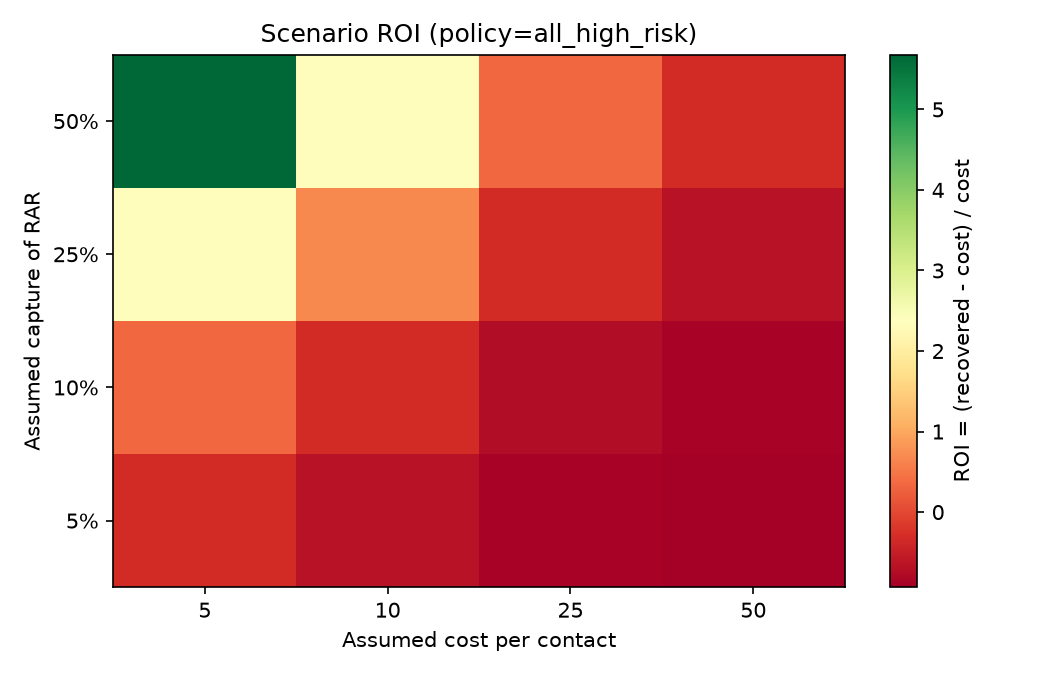 Scenario ROI (policy=all_high_risk)
Assumed capture of RAR
50%
25%
10%
5%
5 10 25 50
Assumed cost per contact
5
4
3
2
1
0
ROI = (recovered - cost) / cost